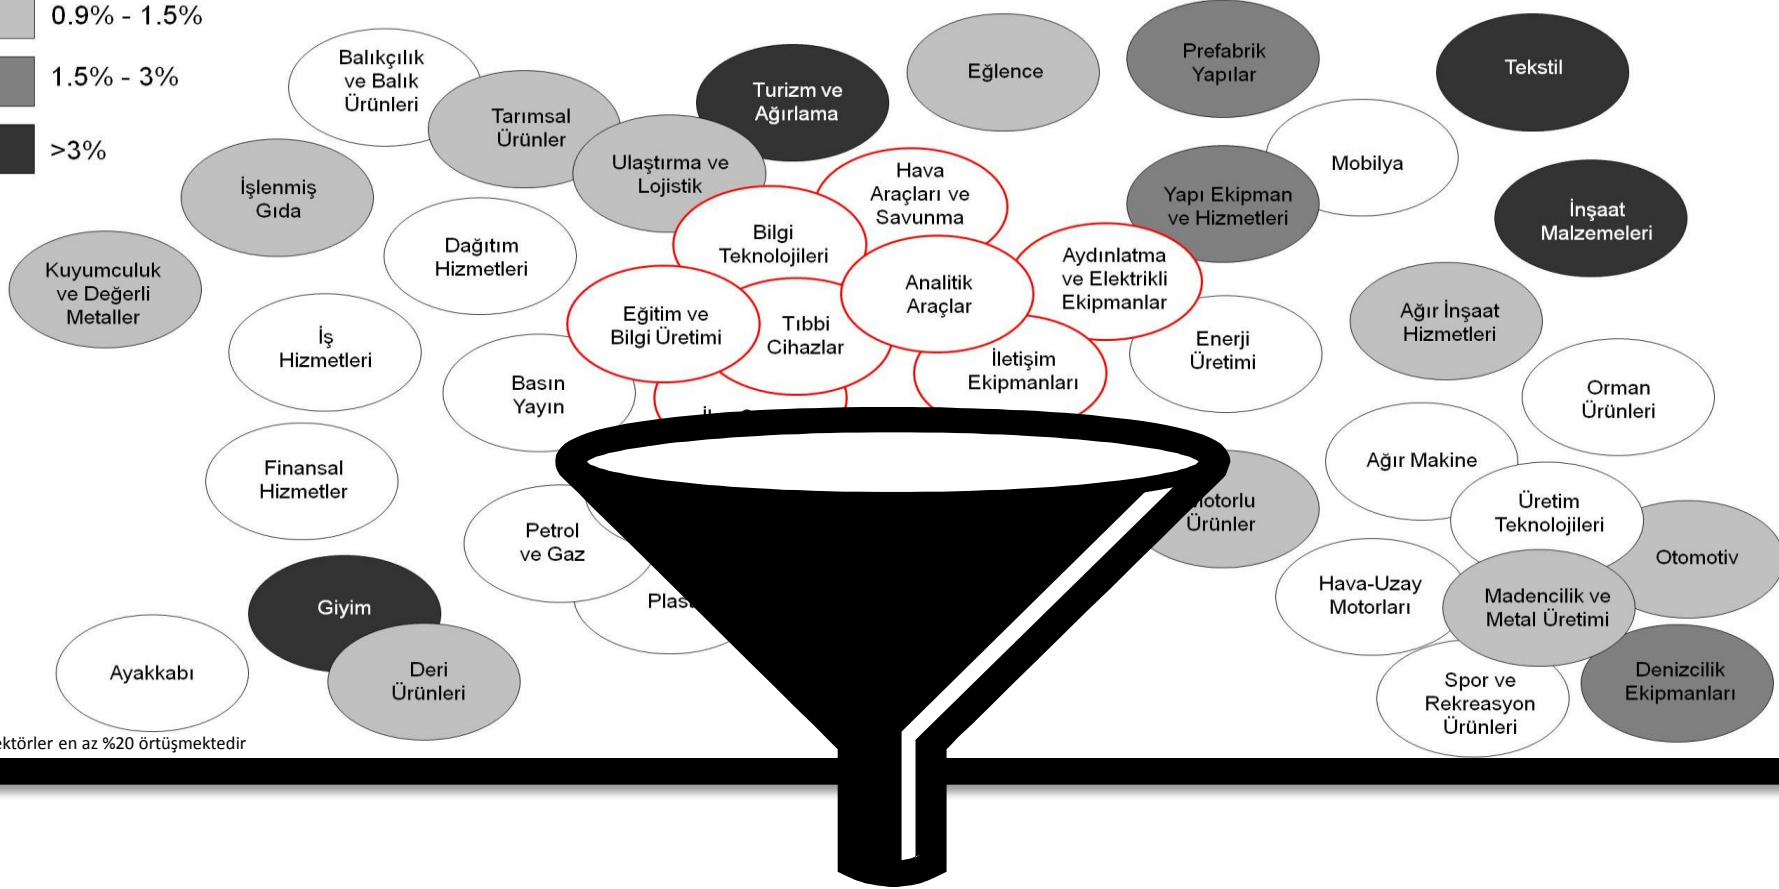 0.9% - 1.5%
1.5% - 3%
>3%
Balıkçılık
ve Balık
Ürünleri
Tarımsal
Ürünler
Turizm ve
Ağırlama
Eğlence
Prefabrik
Yapılar
Tekstil
Mobilya
İşlenmiş
Gıda
Ulaştırma ve
Lojistik
Hava
Araçları ve
Savunma
Yapı Ekipman
ve Hizmetleri
İnşaat
Malzemeleri
Dağıtım
Hizmetleri
Bilgi
Teknolojileri
Analitik
Araçlar
Aydınlatma
ve Elektrikli
Ekipmanlar
Kuyumculuk
ve Değerli
Metaller
İş
Hizmetleri
Eğitim ve
Bilgi Üretimi
Tıbbi
Cihazlar
İletişim
Ekipmanları
Enerji
Üretimi
Ağır İnşaat
Hizmetleri
Basın
Yayın
Orman
Ürünleri
Finansal
Hizmetler
Ağır Makine
Üretim
Teknolojileri
Petrol
ve Gaz
Ürünler
Otomotiv
Giyim
Hava-Uzay
Motorları
Madencilik ve
Metal Üretimi
Ayakkabı
Deri
Ürünleri
Spor ve
Rekreasyon
Ürünleri
Denizcilik
Ekipmanları
en az %20 örtüşmektedir